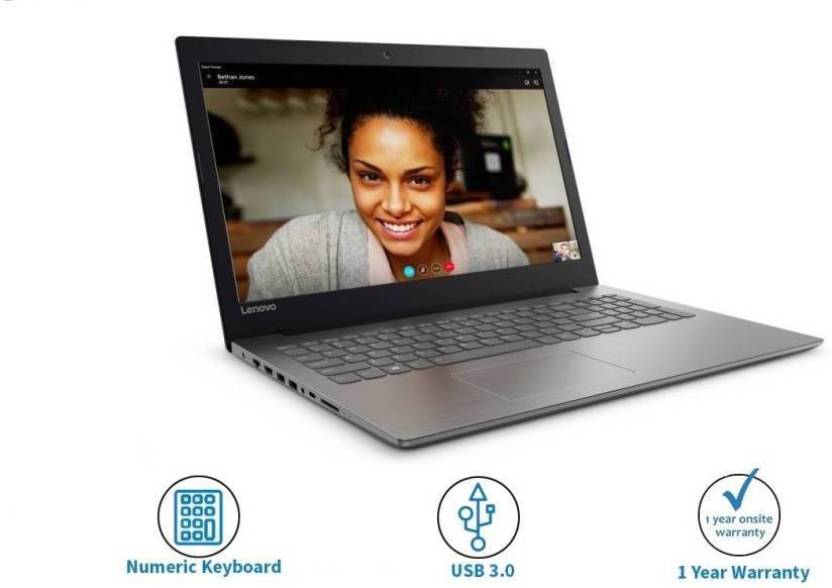 Bethan Jones
Lenovo
1 year onsite
warranty
Numeric Keyboard
USB 3.0
1 Year Warranty